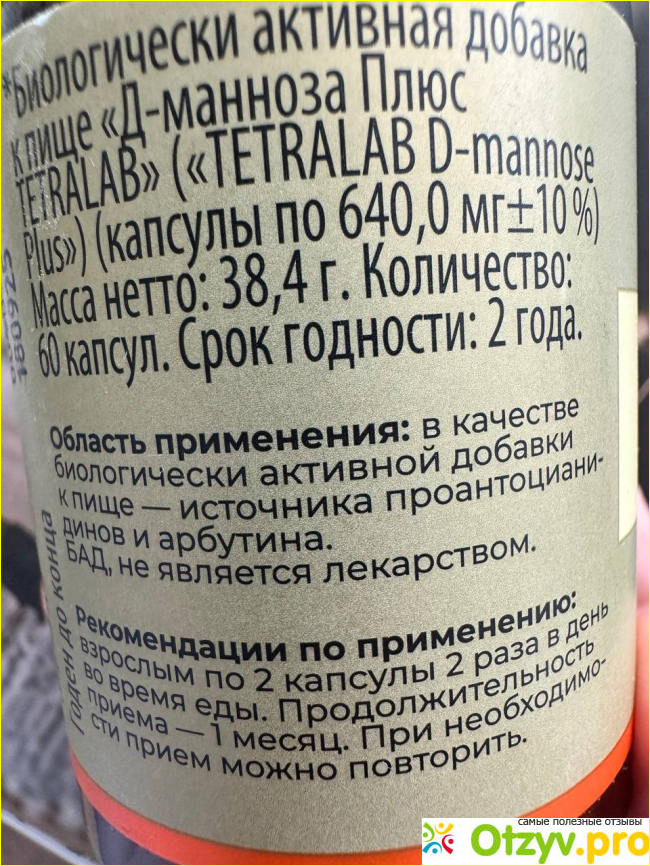 *Биологически активная добавка
к пище «Д-манноза Плюс
TETRALAB» («TETRALAB D-mannose
Plus») (капсулы по 640,0 мг±10%)
Масса нетто: 38,4 г. Количество:
60 капсул. Срок годности: 2 года.
Область применения: в качестве
биологически активной добавки
к пище — источника проантоциани-
динов и арбутина.
БАД, не является лекарством.
Рекомендации по применению:
взрослым по 2 капсулы 2 раза в день
во время еды. Продолжительность
приема — 1 месяц. При необходимо-
сти прием можно повторить.
Годен до конца
180925
самые полезные отзывы
Otzyv.pro